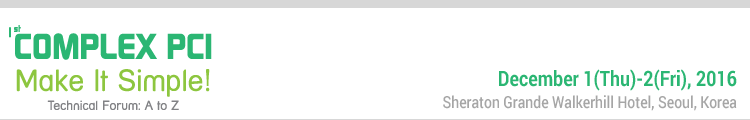 1st
COMPLEX PCI
Make It Simple!
Technical Forum: A to Z
December 1(Thu)-2(Fri), 2016
Sheraton Grande Walkerhill Hotel, Seoul, Korea